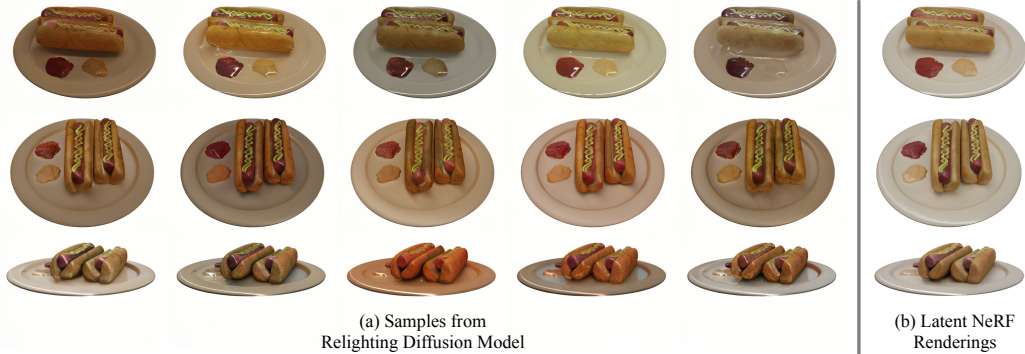 (a) Samples from
Relighting Diffusion Model
(b) Latent NeRF
Renderings